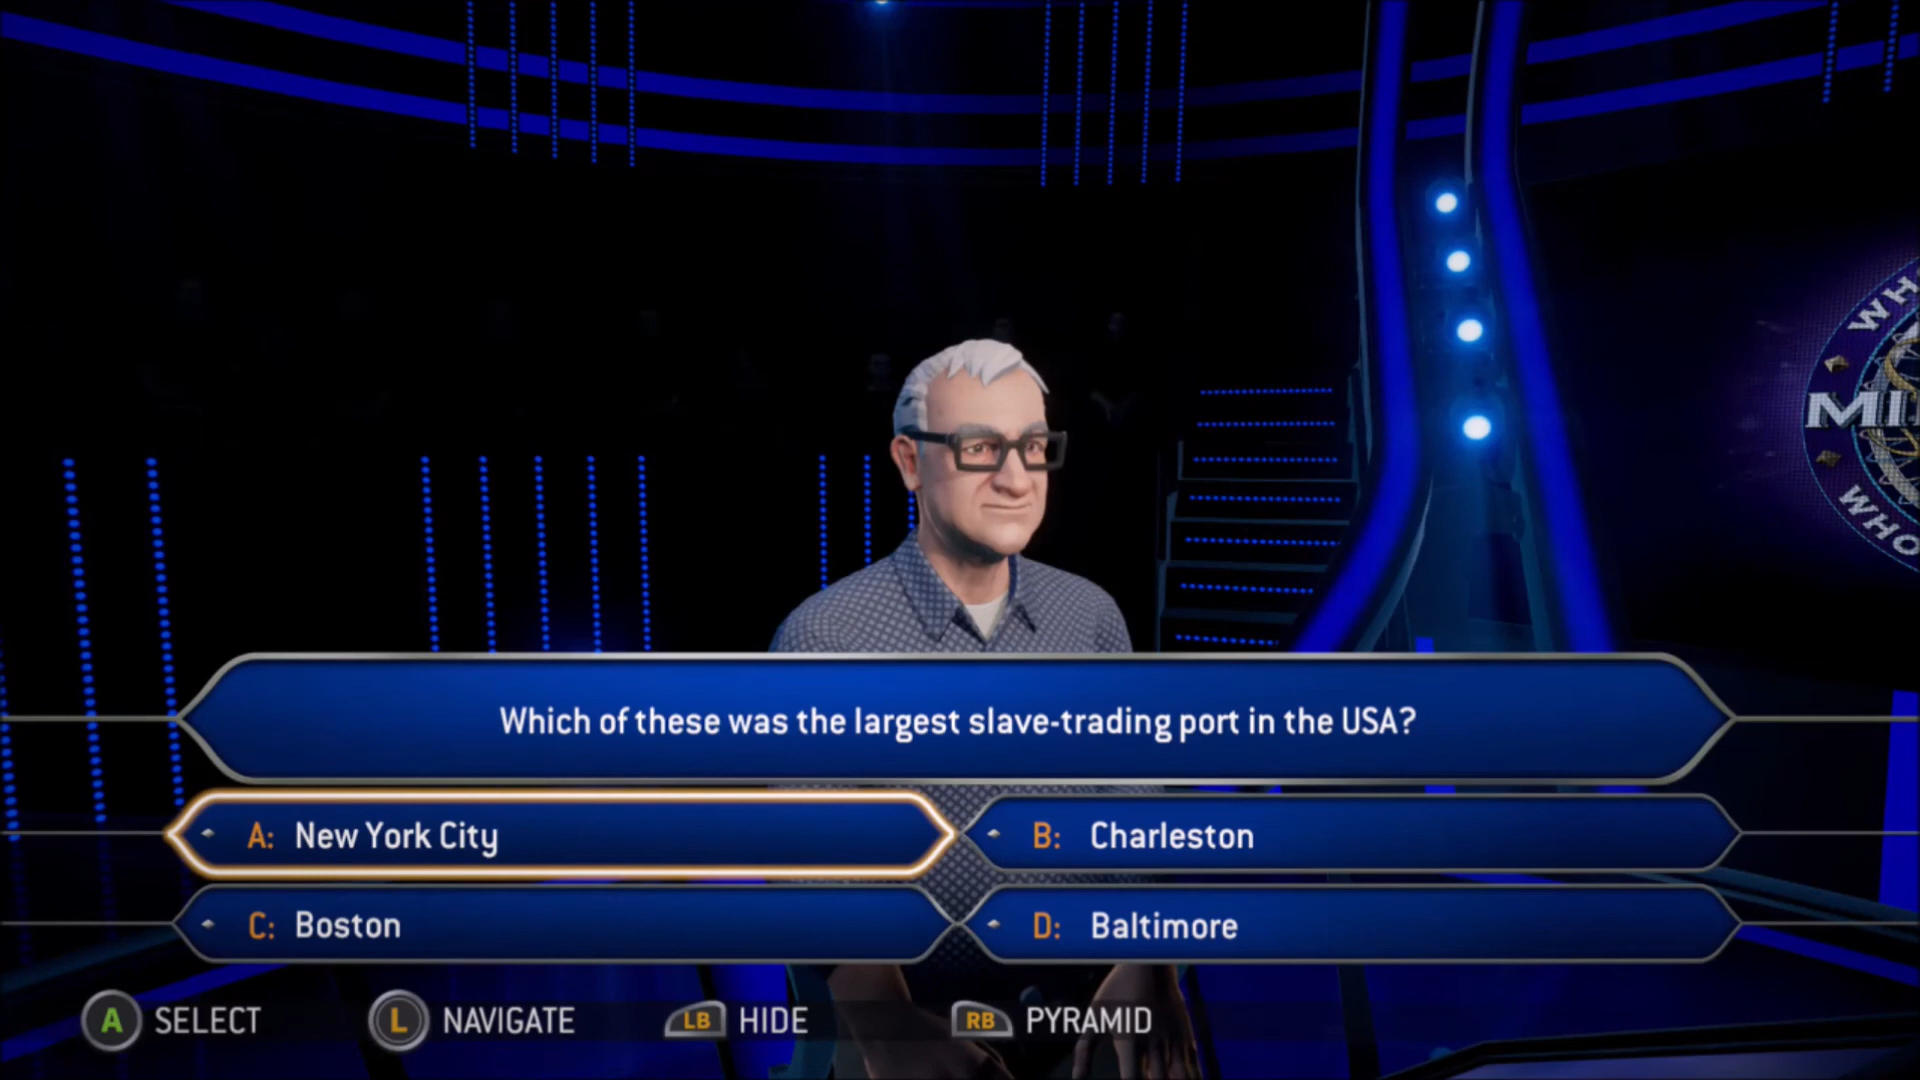 Which of these was the largest slave-trading port in the USA?
A: New York City
B: Charleston
C: Boston
D: Baltimore
A SELECT
L NAVIGATE
LB HIDE
RB PYRAMID